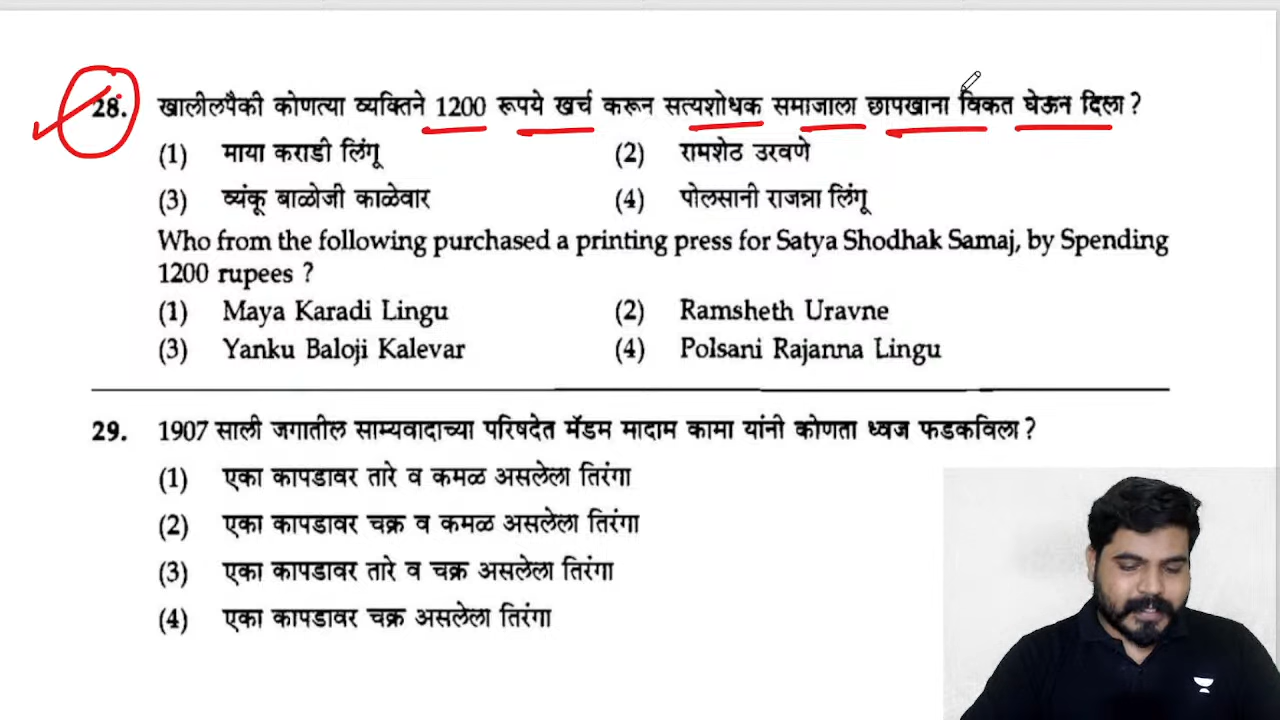 28. खालीलपैकी कोणत्या व्यक्तिने 1200 रूपये खर्च करून सत्यशोधक समाजाला छापखाना विकत घेऊन दिला ?
(1) माया कराडी लिंगू (2) रामशेठ उरवणे
(3) व्यंकू बाळोजी काळेवार (4) पोलसानी राजन्ना लिंगू
Who from the following purchased a printing press for Satya Shodhak Samaj, by Spending
1200 rupees ?
(1) Maya Karadi Lingu (2) Ramsheth Uravne
(3) Yanku Baloji Kalevar (4) Polsani Rajanna Lingu
29. 1907 साली जगातील साम्यवादाच्या परिषदेत मॅडम मादाम कामा यांनी कोणता ध्वज फडकविला ?
(1) एका कापडावर तारे व कमळ असलेला तिरंगा
(2) एका कापडावर चक्र व कमळ असलेला तिरंगा
(3) एका कापडावर तारे व चक्र असलेला तिरंगा
(4) एका कापडावर चक्र असलेला तिरंगा